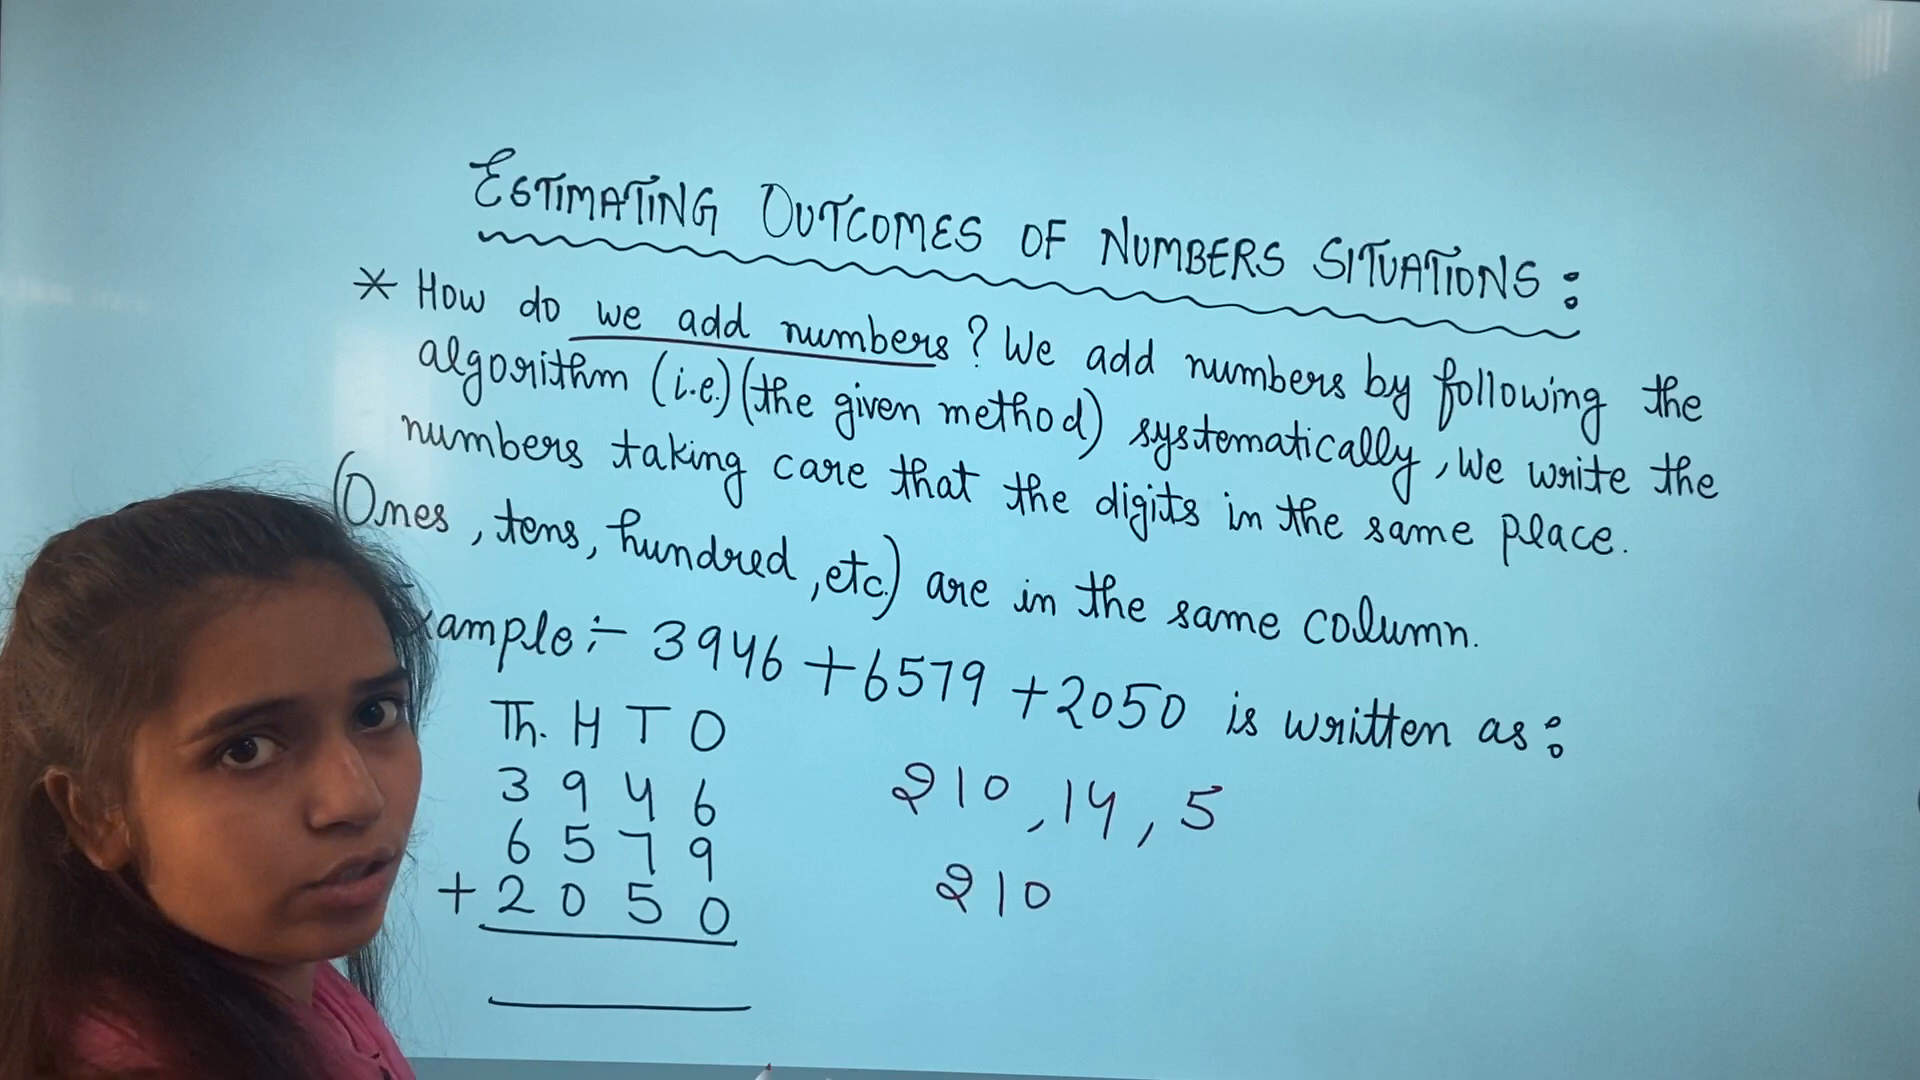 ESTIMATING OUTCOMES OF NUMBERS SITUATIONS:
* How do we add numbers? We add numbers by following the
algorithm (i.e.) (the given method) systematically, We write the
numbers taking care that the digits in the same place.
(Ones, tens, hundred, etc.) are in the same column.
Example :- 3946 + 6579 + 2050 is written as:
Th. H T O
3 9 4 6
6 5 7 9
+ 2 0 5 0
210, 14, 5
210